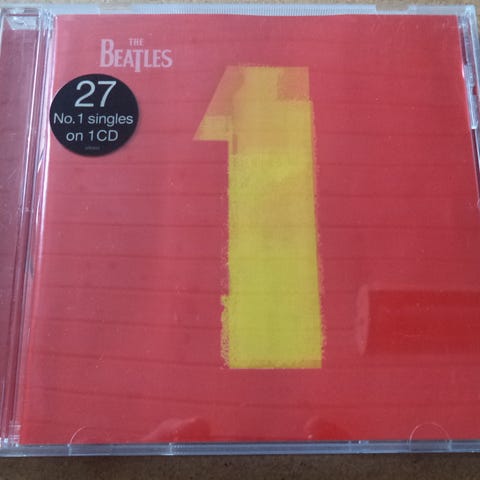 THE
BEATLES
27
No.1 singles
on 1CD
1